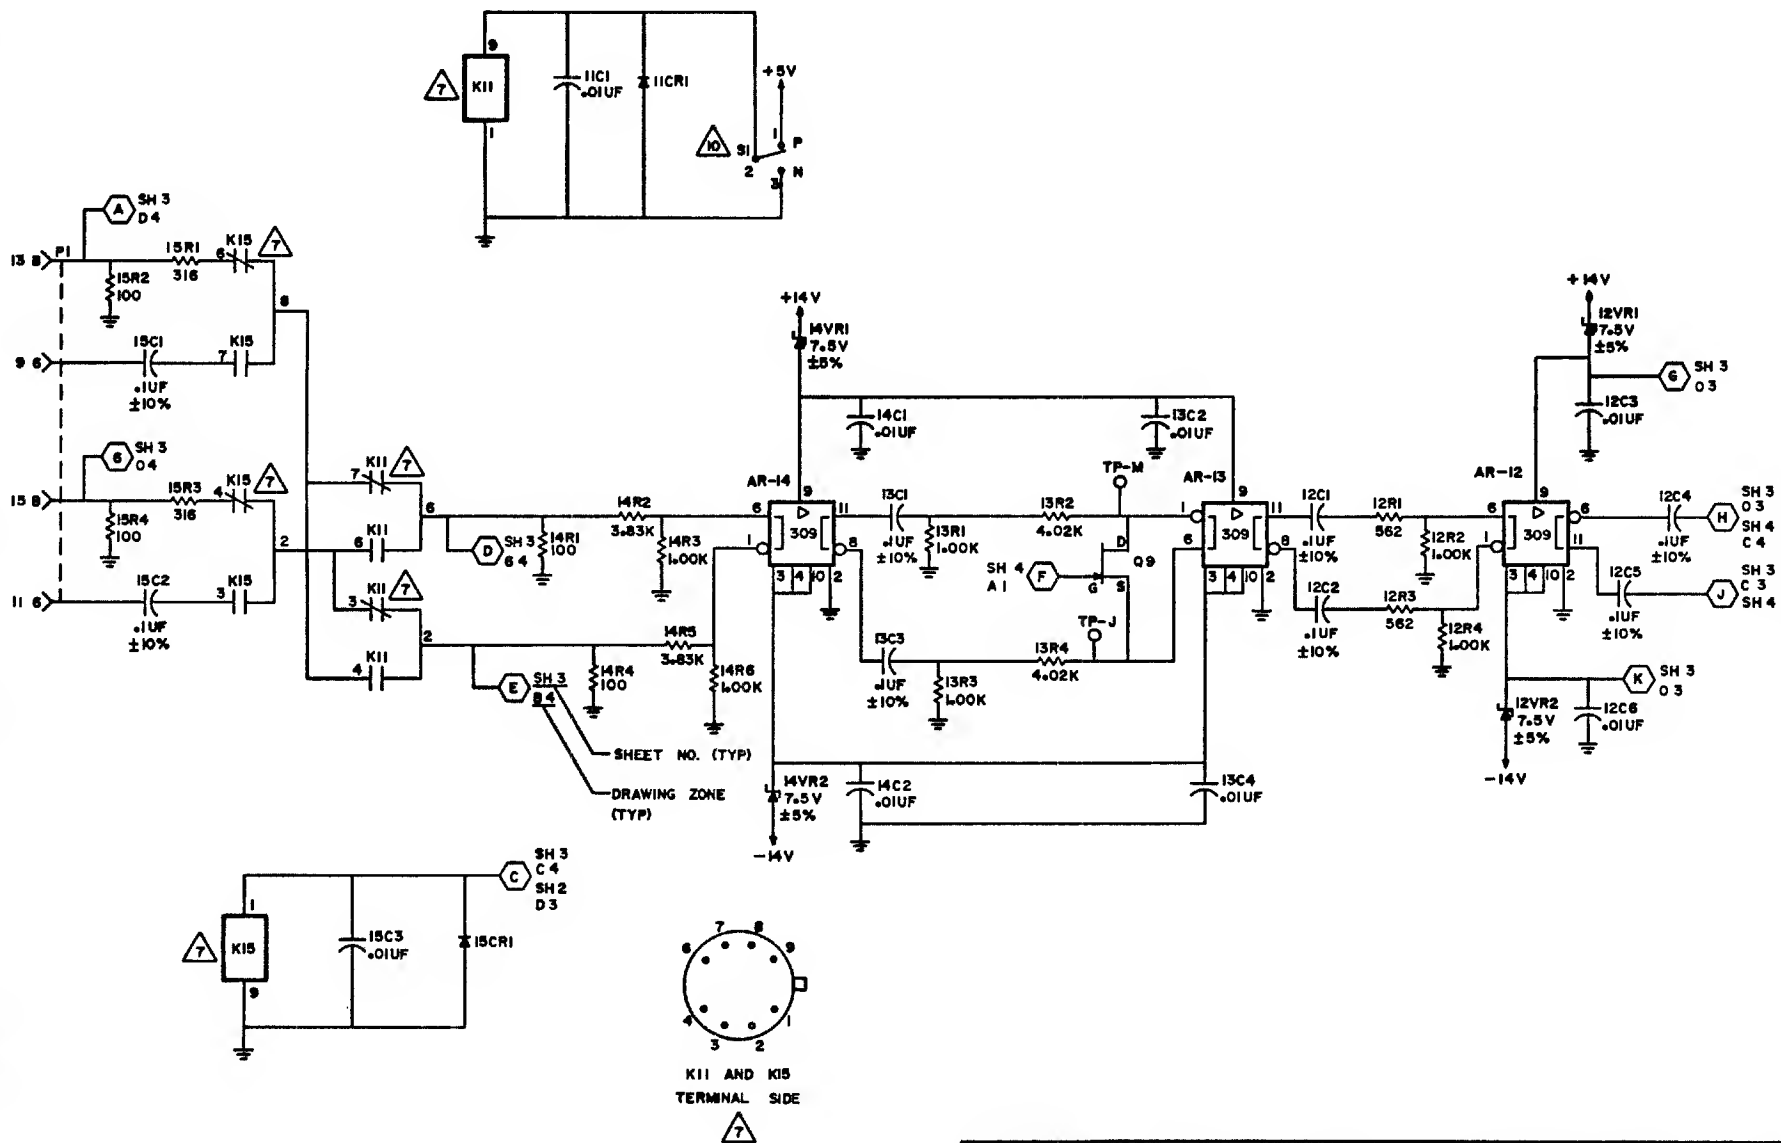 9
7
K11
11C1
.01UF
11CR1
+5V
1
1
10
S1
P
2
N
3
A
SH 3
D4
13 8
P1
15R1
316
6
K15
7
15R2
100
8
9 6
15C1
.1UF
±10%
7
K15
6
SH 3
04
15 8
15R3
316
4
K15
7
15R4
100
2
11 6
15C2
.1UF
±10%
3
K15
7
K11
7
6
K11
6
D
SH 3
64
3
K11
7
2
4
K11
E
SH 3
B4
SHEET NO. (TYP)
DRAWING ZONE
(TYP)
14R1
100
14R2
3.83K
14R3
1.00K
14R4
100
14R5
3.83K
14R6
1.00K
+14V
14VR1
7.5V
±5%
14C1
.01UF
13C2
.01UF
AR-14
9
6
11
309
1
8
3
4
10
2
13C1
.1UF
±10%
13R1
1.00K
13R2
4.02K
TP-M
D
Q9
SH 4
A1
F
G
S
TP-J
13C3
.1UF
±10%
13R3
1.00K
13R4
4.02K
AR-13
9
1
11
309
6
8
3
4
10
2
14VR2
7.5V
±5%
-14V
14C2
.01UF
13C4
.01UF
12C1
.1UF
±10%
12R1
562
12R2
1.00K
12C2
.1UF
±10%
12R3
562
12R4
1.00K
+14V
12VR1
7.5V
±5%
G
SH 3
03
12C3
.01UF
AR-12
9
6
6
309
1
11
3
4
10
2
12C4
.1UF
±10%
H
SH 3
03
SH 4
C4
12C5
.1UF
±10%
J
SH 3
C 3
SH 4
K
SH 3
03
12VR2
7.5V
±5%
12C6
.01UF
-14V
C
SH 3
C4
SH 2
D3
1
7
K15
9
15C3
.01UF
15CR1
7
8
6
9
4
1
3
2
K11 AND K15
TERMINAL SIDE
7